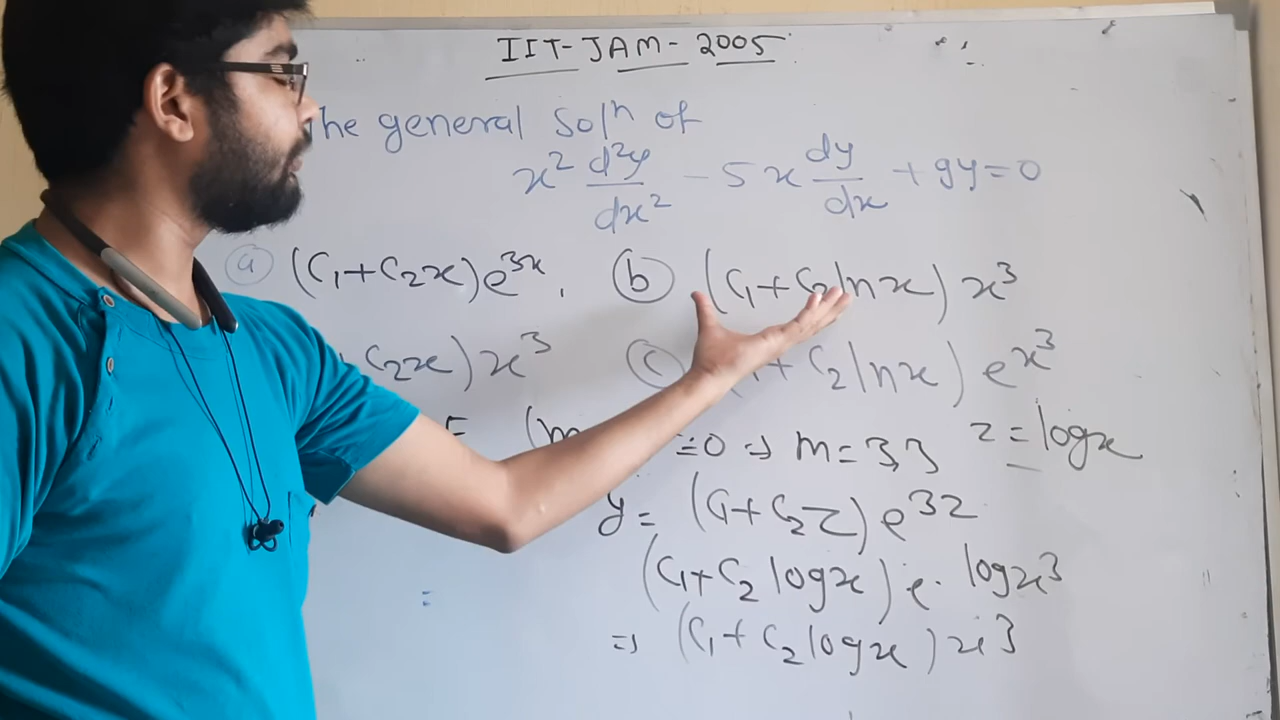 IIT-JAM-2005
The general Solⁿ of
x² d²y/dx² - 5x dy/dx + 9y = 0
(a) (C₁+C₂x)e³ˣ, (b) (C₁+C₂lnx) x³
C₂x) x³ (c) + C₂lnx) eˣ³
(m =0 ⇒ m=3,3 z = logx
y = (C₁+C₂z) e³ᶻ
(C₁+C₂ logx) e. logx³
⇒ (C₁+C₂logx) x³